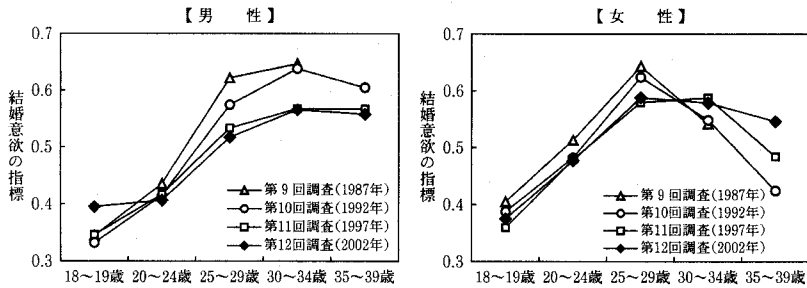 【男 性】
結婚意欲の指標
0.7
0.6
0.5
0.4
0.3
第9回調査(1987年)
第10回調査(1992年)
第11回調査(1997年)
第12回調査(2002年)
18～19歳 20～24歳 25～29歳 30～34歳 35～39歳
【女 性】
結婚意欲の指標
0.7
0.6
0.5
0.4
0.3
第9回調査(1987年)
第10回調査(1992年)
第11回調査(1997年)
第12回調査(2002年)
18～19歳 20～24歳 25～29歳 30～34歳 35～39歳